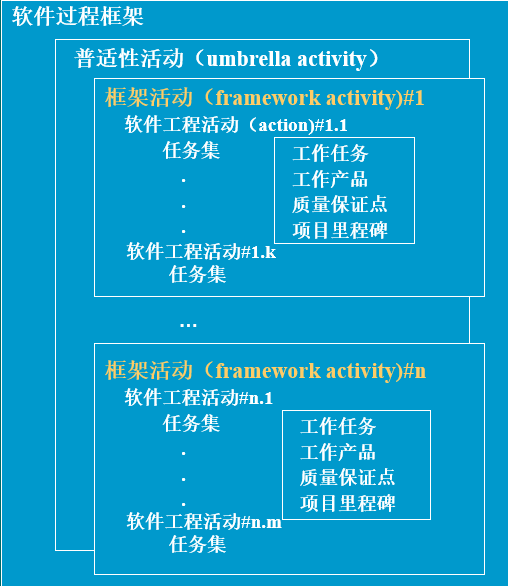 软件过程框架
普适性活动（umbrella activity）
框架活动（framework activity)#1
软件工程活动（action)#1.1
任务集
工作任务
工作产品
质量保证点
项目里程碑
.
.
.
软件工程活动#1.k
任务集
...
框架活动（framework activity)#n
软件工程活动#n.1
任务集
工作任务
工作产品
质量保证点
项目里程碑
.
.
.
软件工程活动#n.m
任务集